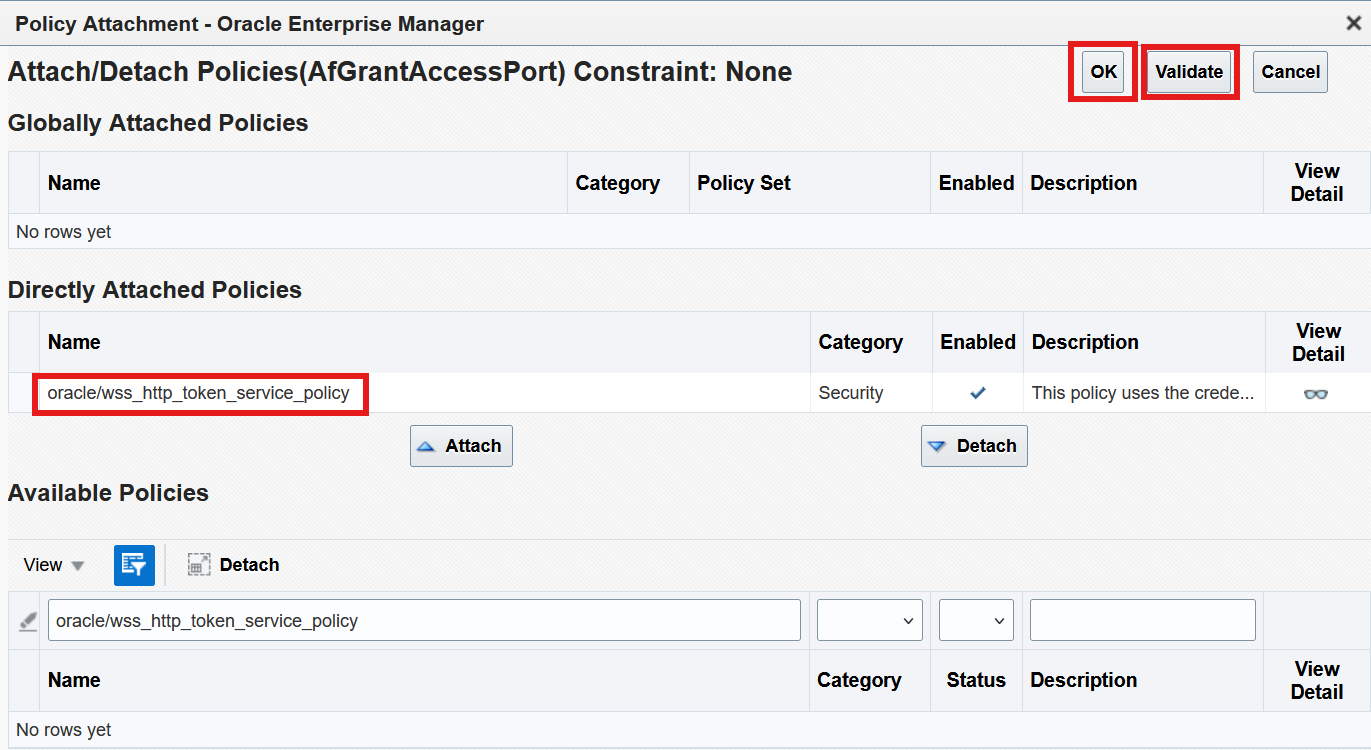 Policy Attachment - Oracle Enterprise Manager
Attach/Detach Policies(AfGrantAccessPort) Constraint: None
OK
Validate
Cancel
Globally Attached Policies
Name
Category
Policy Set
Enabled
Description
View
Detail
No rows yet
Directly Attached Policies
Name
Category
Enabled
Description
View
Detail
oracle/wss_http_token_service_policy
Security
This policy uses the crede...
Attach
Detach
Available Policies
View
Detach
oracle/wss_http_token_service_policy
Name
Category
Status
Description
View
Detail
No rows yet